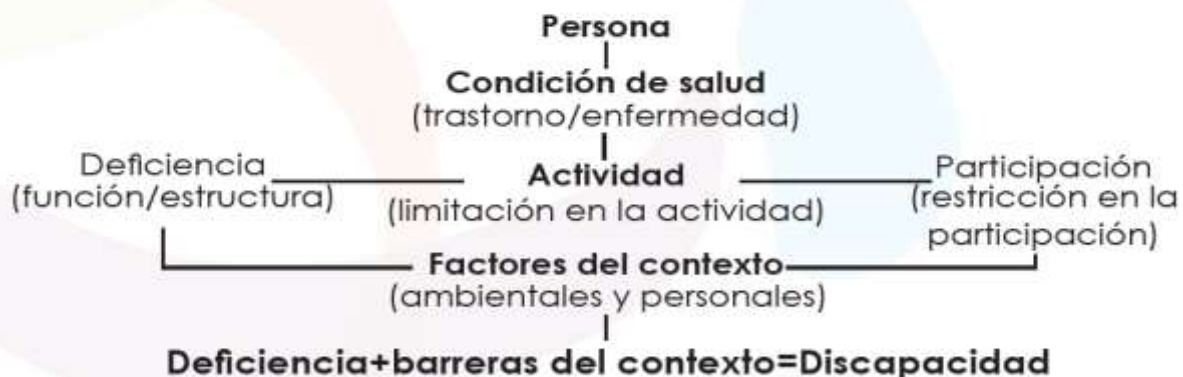 Persona
Condición de salud
(trastorno/enfermedad)
Deficiencia
(función/estructura)
Actividad
(limitación en la actividad)
Participación
(restricción en la
participación)
Factores del contexto
(ambientales y personales)
Deficiencia+barreras del contexto=Discapacidad